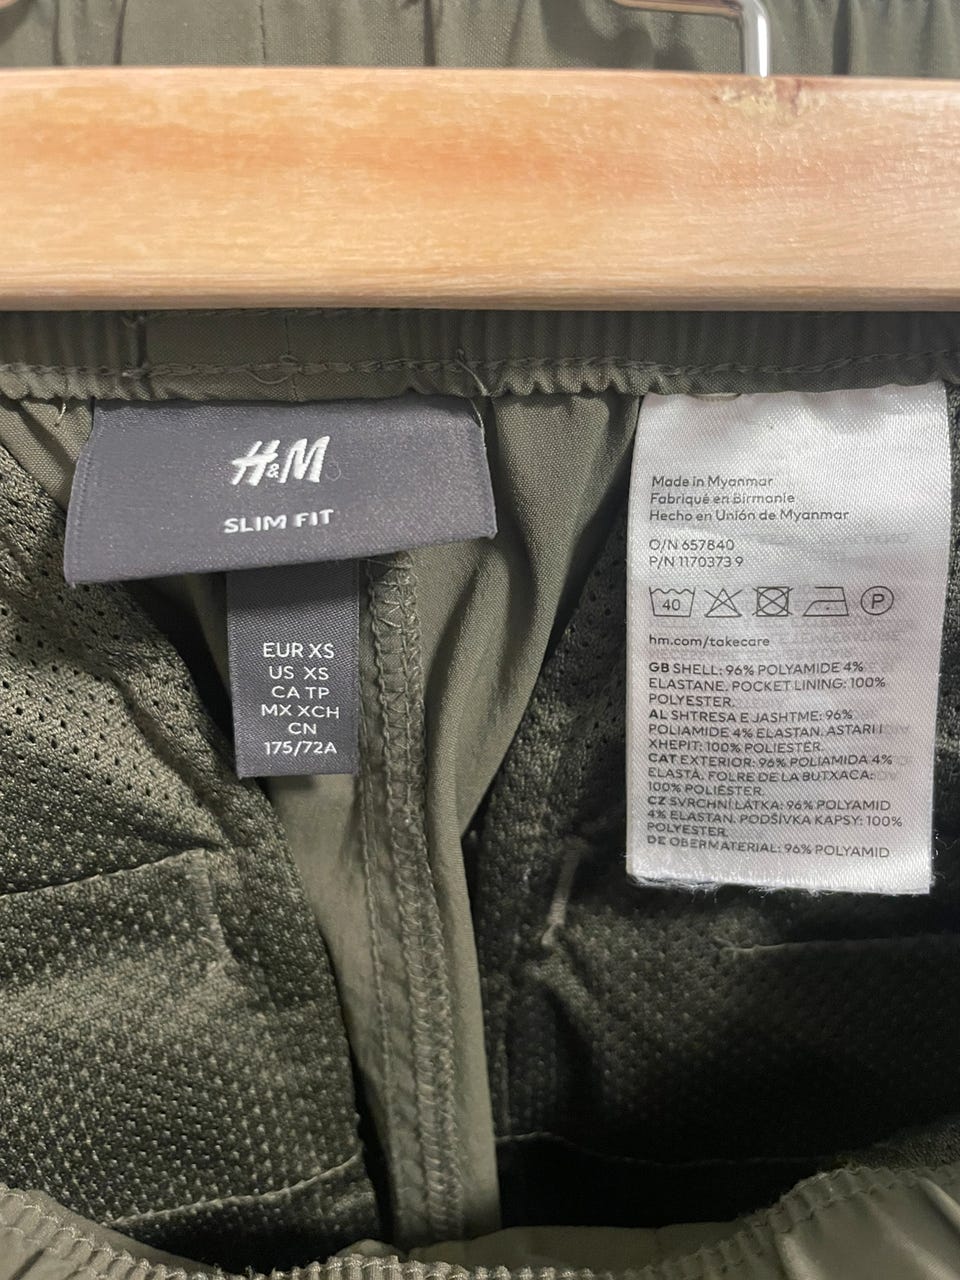 H&M
SLIM FIT
EUR XS
US XS
CA TP
MX XCH
CN
175/72A
Made in Myanmar
Fabriqué en Birmanie
Hecho en Unión de Myanmar
O/N 657840
P/N 1170373 9
40
P
hm.com/takecare
GB SHELL: 96% POLYAMIDE 4%
ELASTANE. POCKET LINING: 100%
POLYESTER.
AL SHTRESA E JASHTME: 96%
POLIAMIDE 4% ELASTAN. ASTARI I
XHEPIT: 100% POLIESTËR.
CAT EXTERIOR: 96% POLIAMIDA 4%
ELASTÀ. FOLRE DE LA BUTXACA:
100% POLIÈSTER.
CZ SVRCHNÍ LÁTKA: 96% POLYAMID
4% ELASTAN. PODŠÍVKA KAPSY: 100%
POLYESTER.
DE OBERMATERIAL: 96% POLYAMID